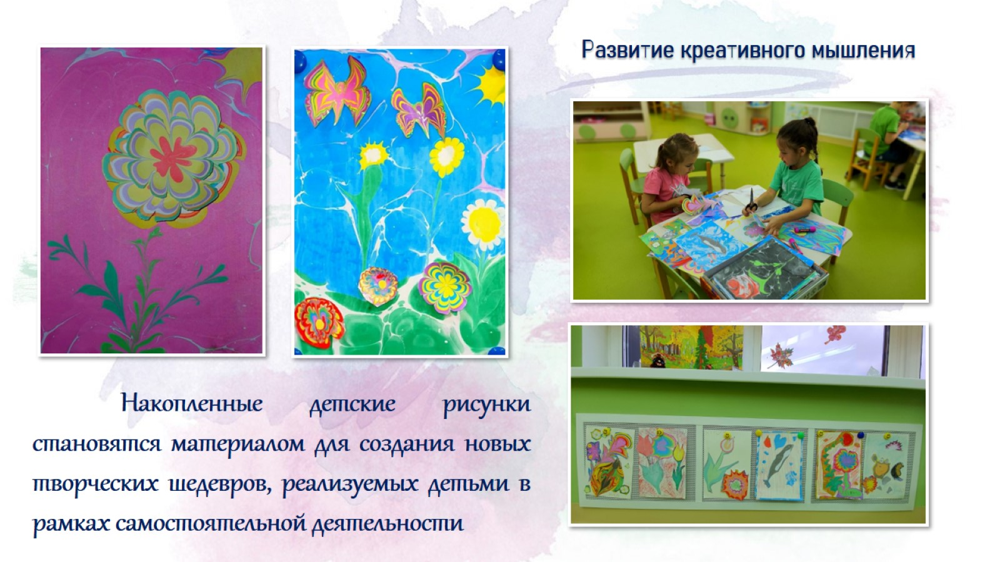 Развитие креативного мышления
Накопленные детские рисунки
становятся материалом для создания новых
творческих шедевров, реализуемых детьми в
рамках самостоятельной деятельности